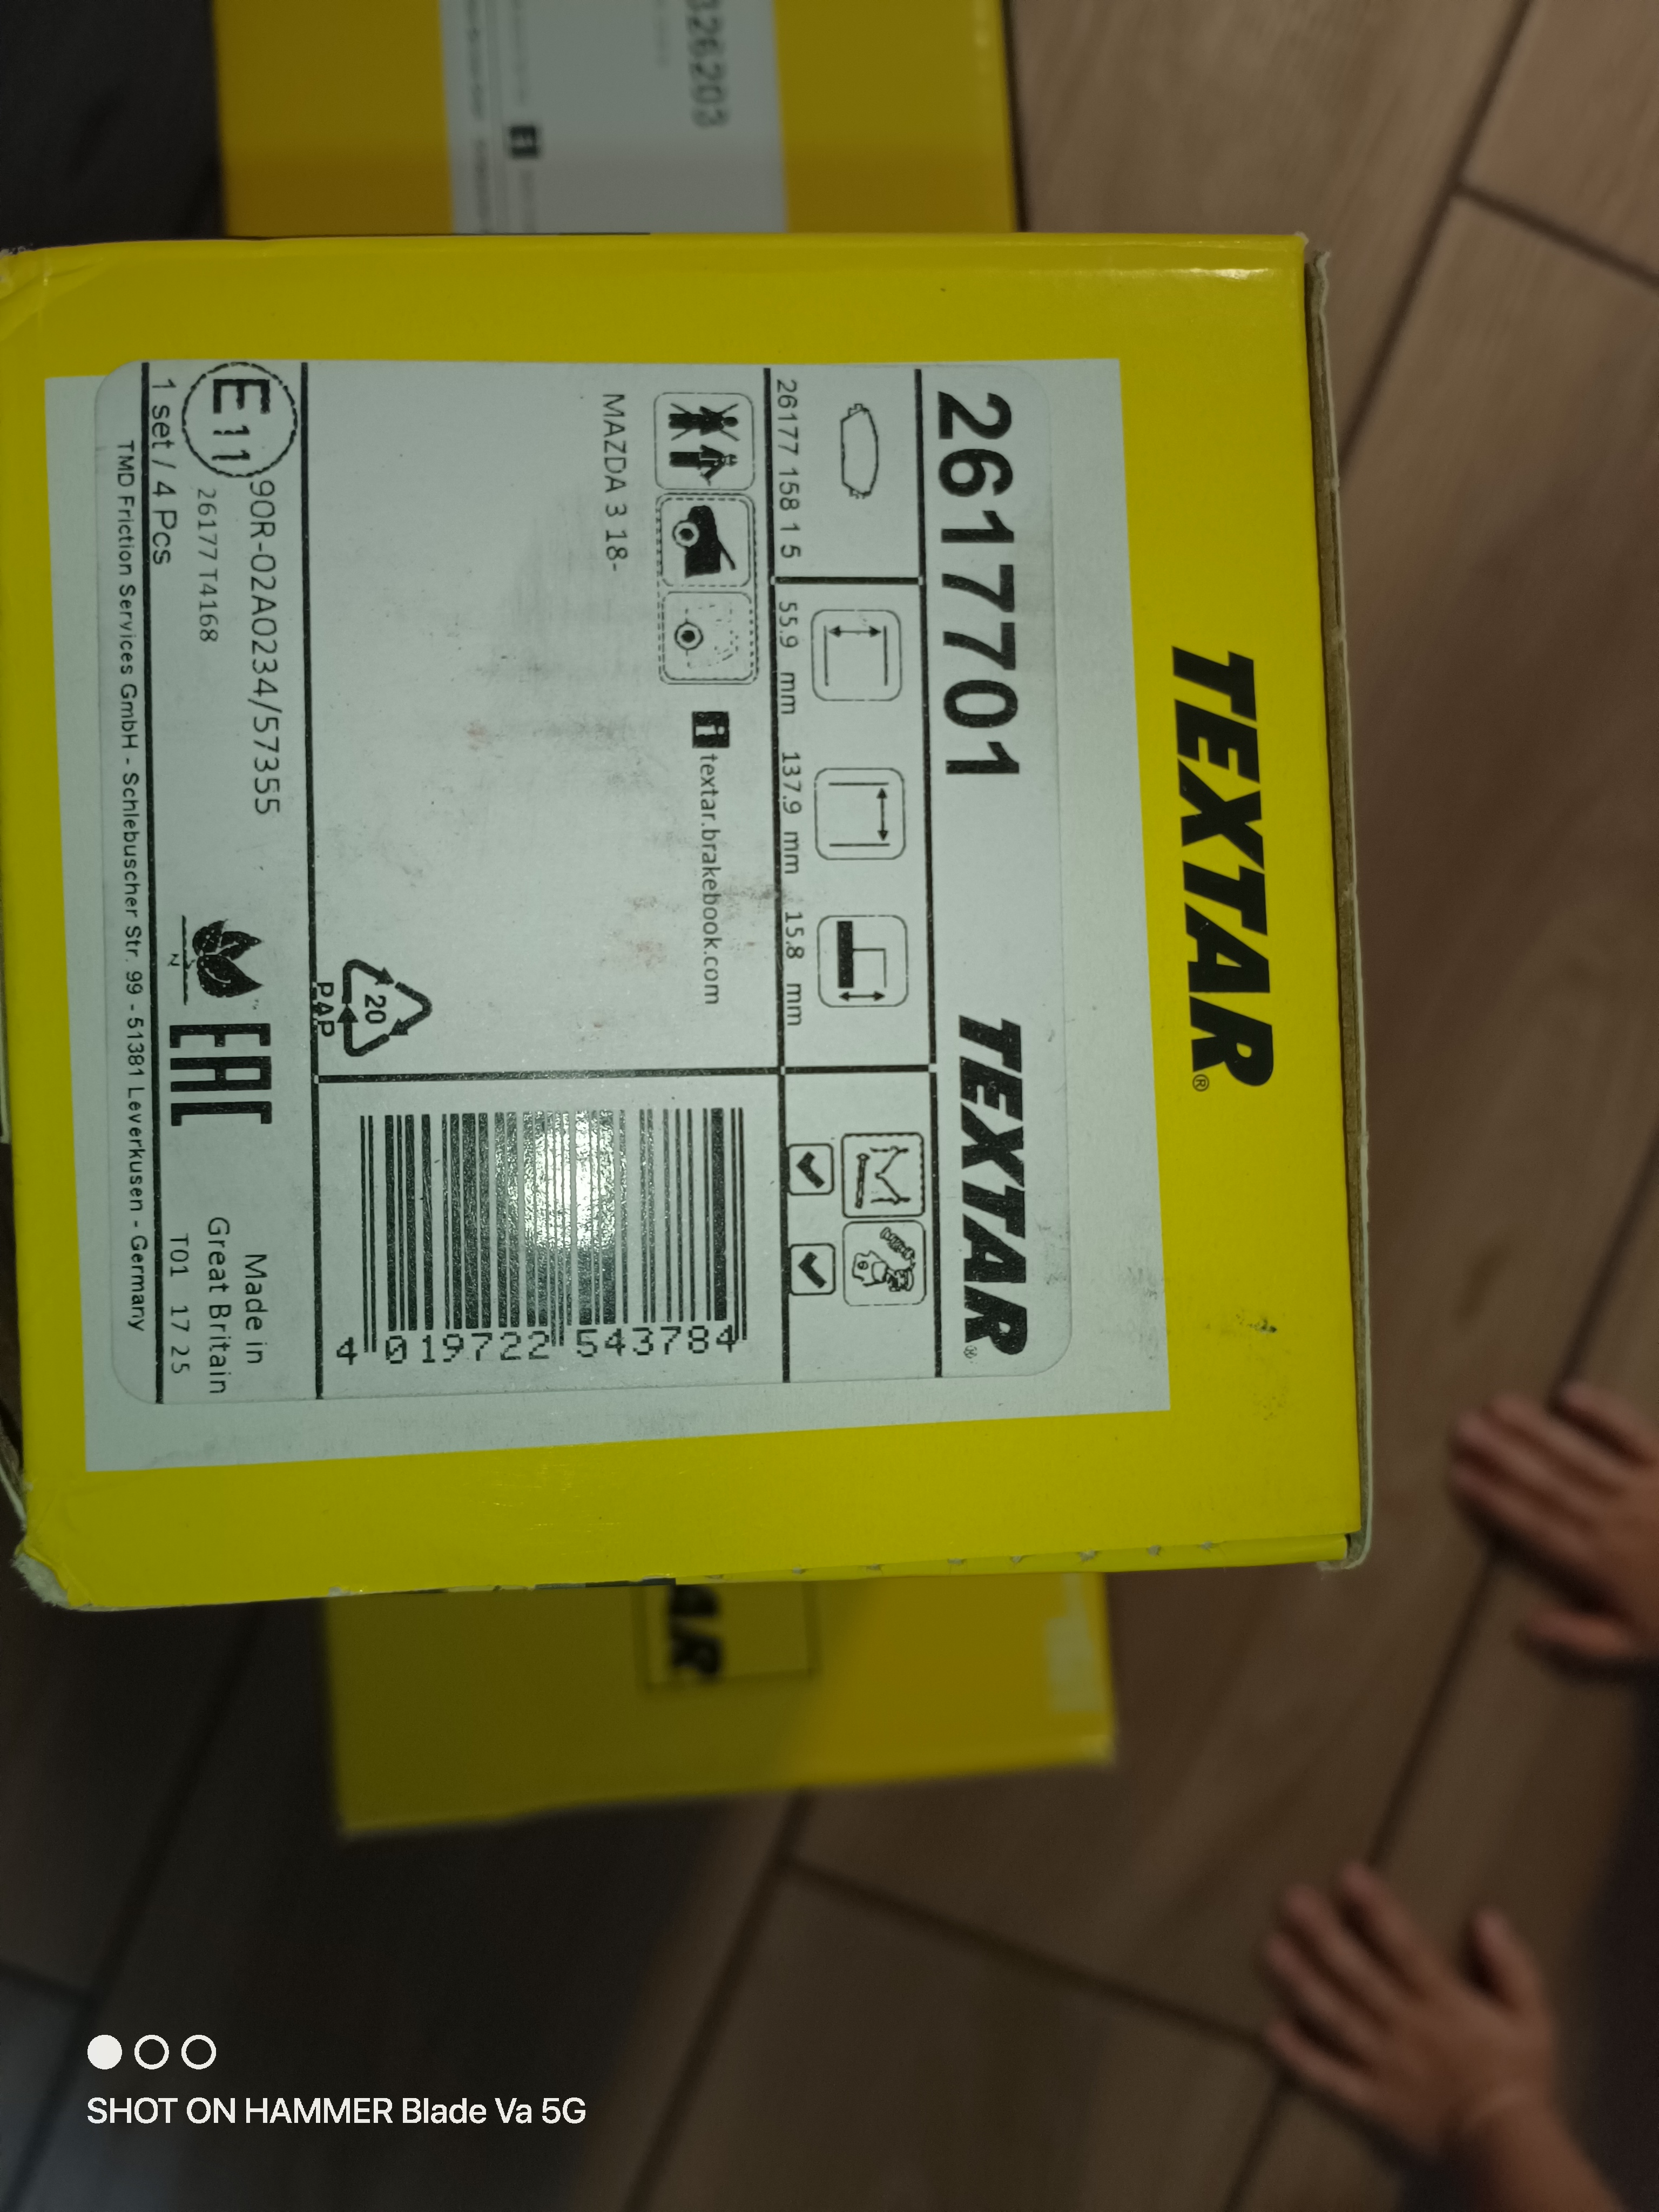 326203
TEXTAR®
2617701
TEXTAR®
26177 158 1 5
55.9 mm
137.9 mm
15.8 mm
textar.brakebook.com
MAZDA 3 18-
20
PAP
4 019722 543784
E11
90R-02A0234/57355
26177 T4168
EAC
Made in
Great Britain
1 set / 4 Pcs
T01 17 25
TMD Friction Services GmbH - Schlebuscher Str. 99 - 51381 Leverkusen - Germany
AR
SHOT ON HAMMER Blade Va 5G